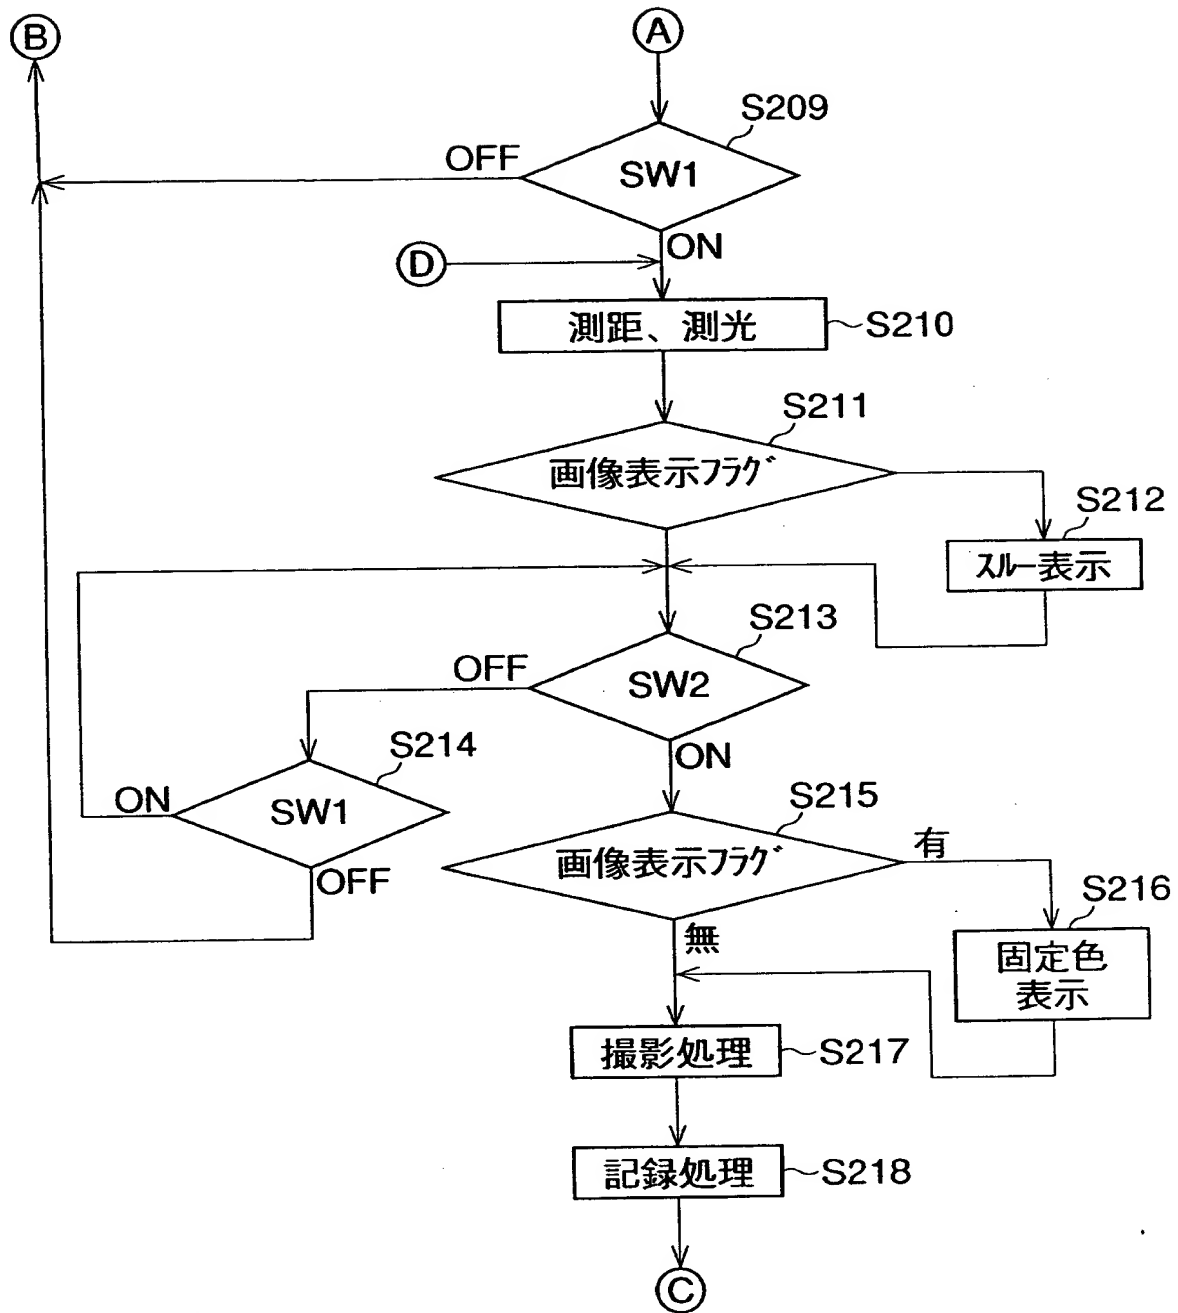 B
A
S209
OFF
SW1
ON
D
測距、測光
S210
S211
画像表示フラグ
S212
スルー表示
S213
OFF
SW2
ON
S214
ON
SW1
OFF
S215
画像表示フラグ
有
無
S216
固定色
表示
撮影処理
S217
記録処理
S218
C